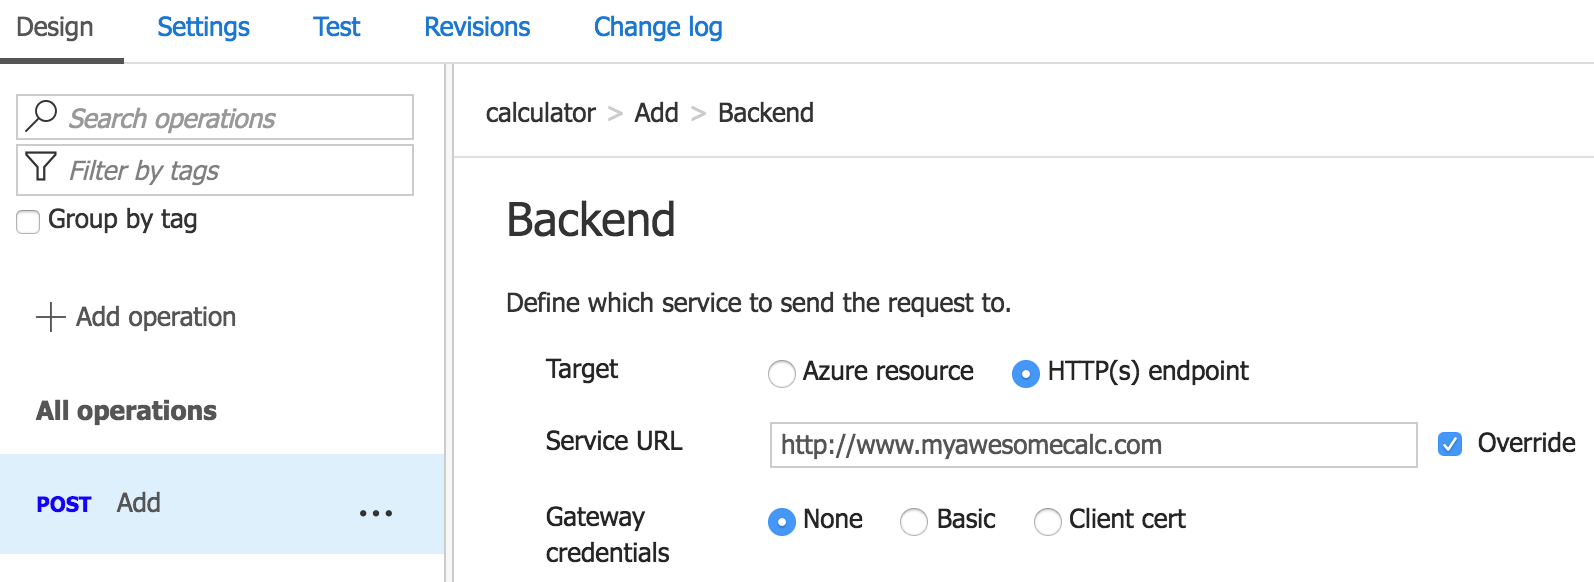 Design Settings Test Revisions Change log
Search operations
Filter by tags
Group by tag
Add operation
All operations
POST Add ...
calculator > Add > Backend
Backend
Define which service to send the request to.
Target Azure resource HTTP(s) endpoint
Service URL http://www.myawesomecalc.com Override
Gateway credentials None Basic Client cert